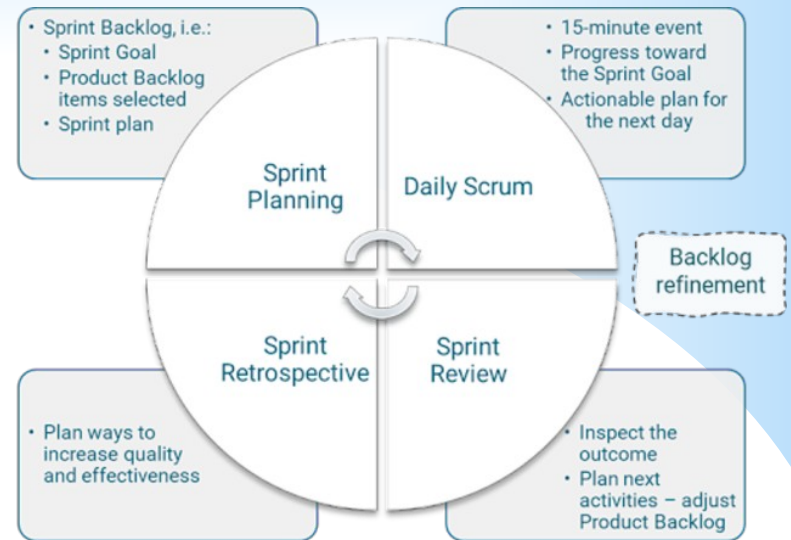 • Sprint Backlog, i.e.:
• Sprint Goal
• Product Backlog
items selected
• Sprint plan
• 15-minute event
• Progress toward
the Sprint Goal
• Actionable plan for
the next day
Sprint
Planning
Daily Scrum
Backlog
refinement
Sprint
Retrospective
Sprint
Review
• Plan ways to
increase quality
and effectiveness
• Inspect the
outcome
• Plan next
activities – adjust
Product Backlog